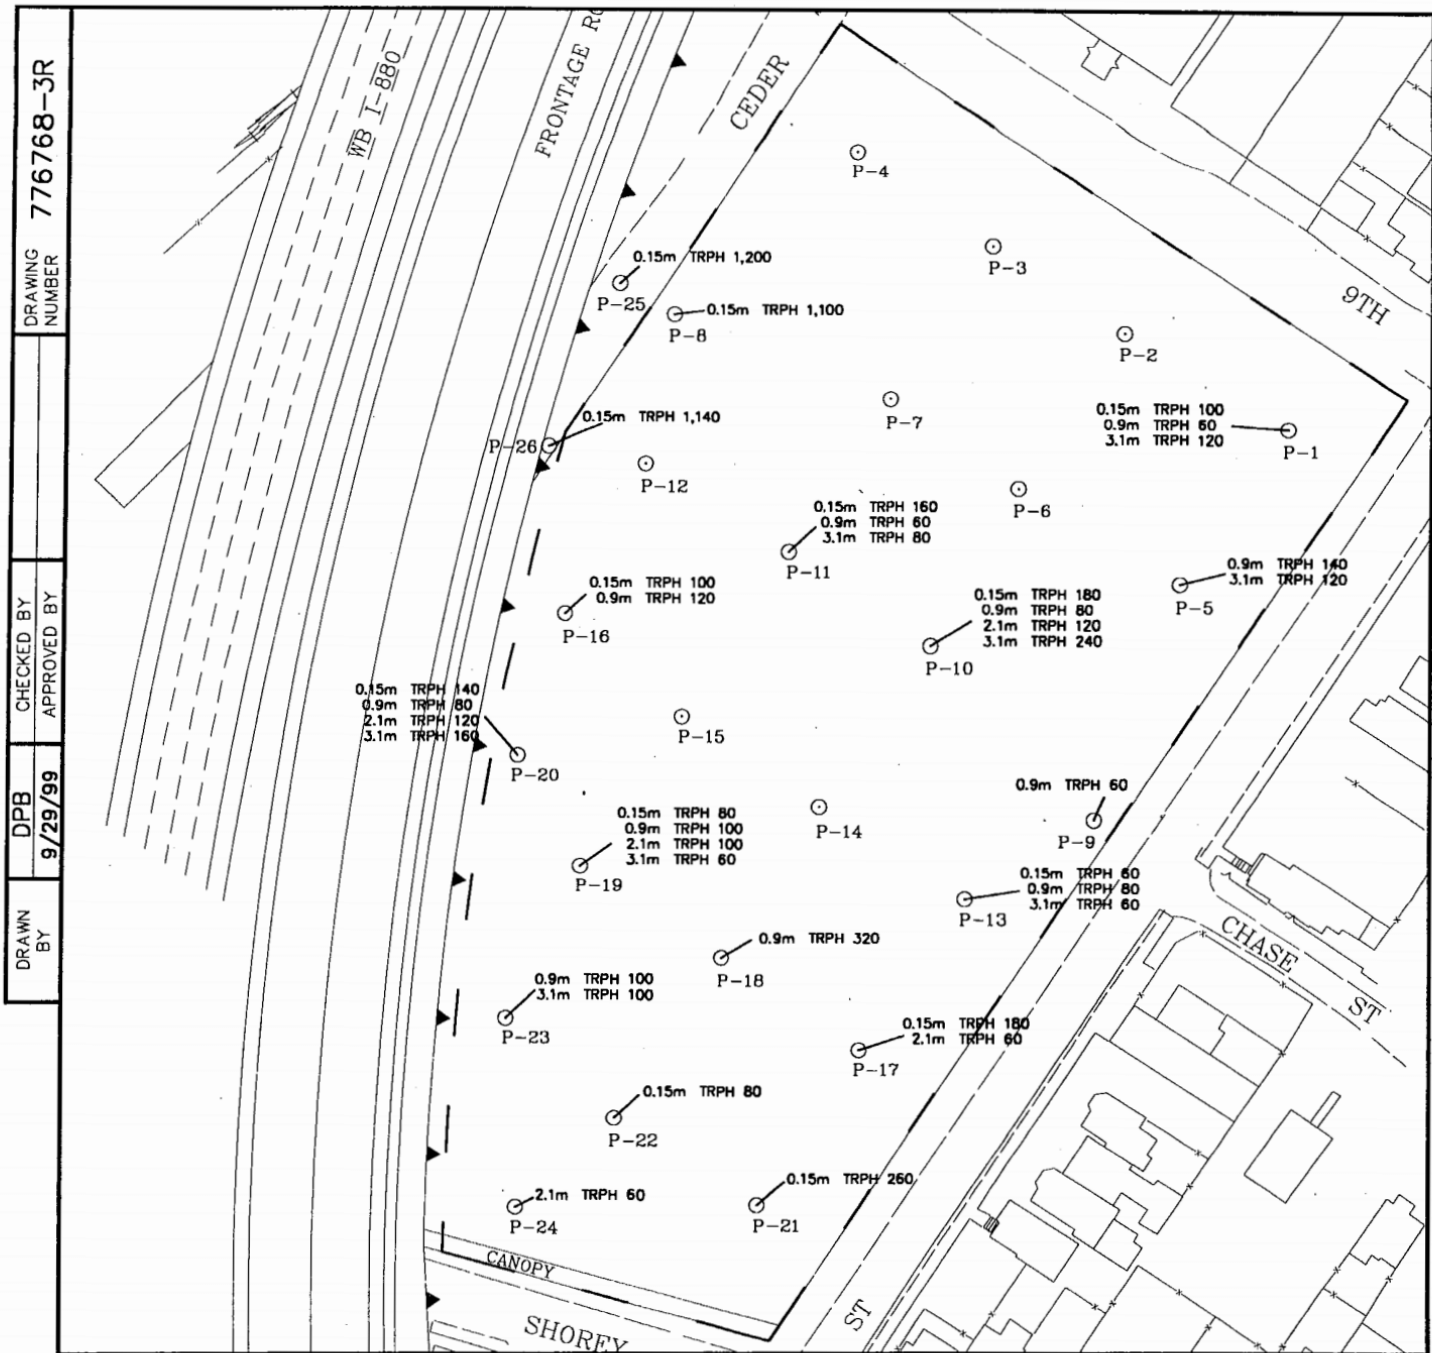 DRAWING NUMBER
776768-3R
CHECKED BY
APPROVED BY
DPB
9/29/99
DRAWN BY
WB I-880
FRONTAGE
CEDER
P-4
P-3
9TH
0.15m TRPH 1,200
P-25
0.15m TRPH 1,100
P-8
P-2
P-7
0.15m TRPH 100
0.9m TRPH 60
3.1m TRPH 120
P-1
0.15m TRPH 1,140
P-26
P-12
P-6
0.15m TRPH 160
0.9m TRPH 60
3.1m TRPH 80
P-11
0.9m TRPH 140
3.1m TRPH 120
P-5
0.15m TRPH 100
0.9m TRPH 120
P-16
0.15m TRPH 180
0.9m TRPH 80
2.1m TRPH 120
3.1m TRPH 240
P-10
0.15m TRPH 140
0.9m TRPH 80
2.1m TRPH 120
3.1m TRPH 160
P-20
P-15
0.9m TRPH 60
P-9
0.15m TRPH 80
0.9m TRPH 100
2.1m TRPH 100
3.1m TRPH 60
P-19
P-14
0.15m TRPH 60
0.9m TRPH 80
3.1m TRPH 60
P-13
CHASE ST
0.9m TRPH 320
P-18
0.9m TRPH 100
3.1m TRPH 100
P-23
0.15m TRPH 180
2.1m TRPH 60
P-17
0.15m TRPH 80
P-22
0.15m TRPH 260
P-21
2.1m TRPH 60
P-24
CANOPY
SHOREY
ST